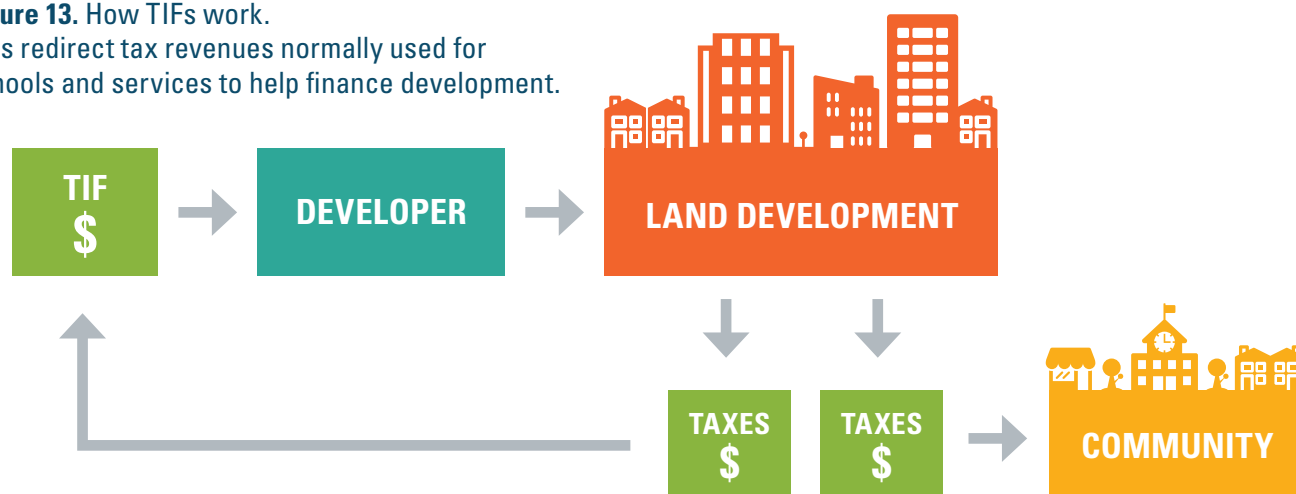 ure 13. How TIFs work.
s redirect tax revenues normally used for
hools and services to help finance development.
TIF
$
DEVELOPER
LAND DEVELOPMENT
TAXES
$
TAXES
$
COMMUNITY